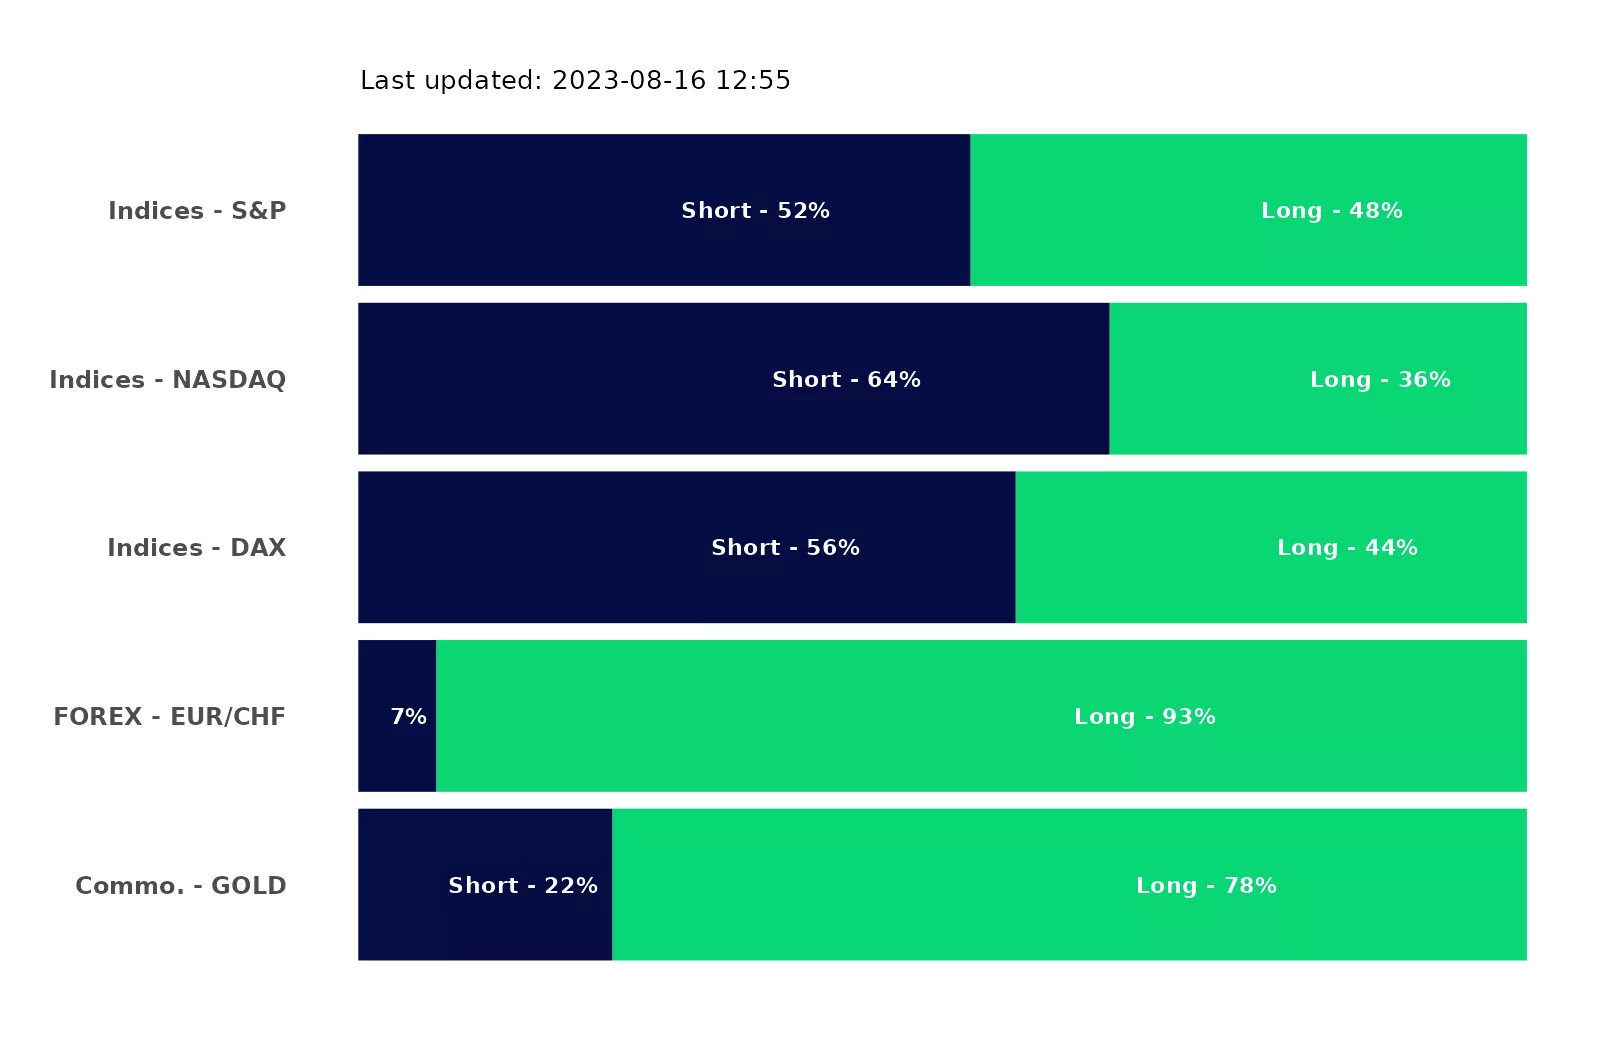 Last updated: 2023-08-16 12:55
Indices - S&P Short - 52% Long - 48%
Indices - NASDAQ Short - 64% Long - 36%
Indices - DAX Short - 56% Long - 44%
FOREX - EUR/CHF 7% Long - 93%
Commo. - GOLD Short - 22% Long - 78%